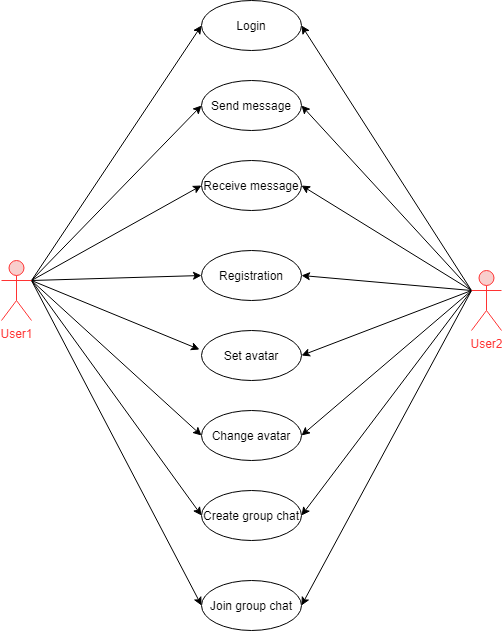 Login
Send message
Receive message
Registration
User1
User2
Set avatar
Change avatar
Create group chat
Join group chat